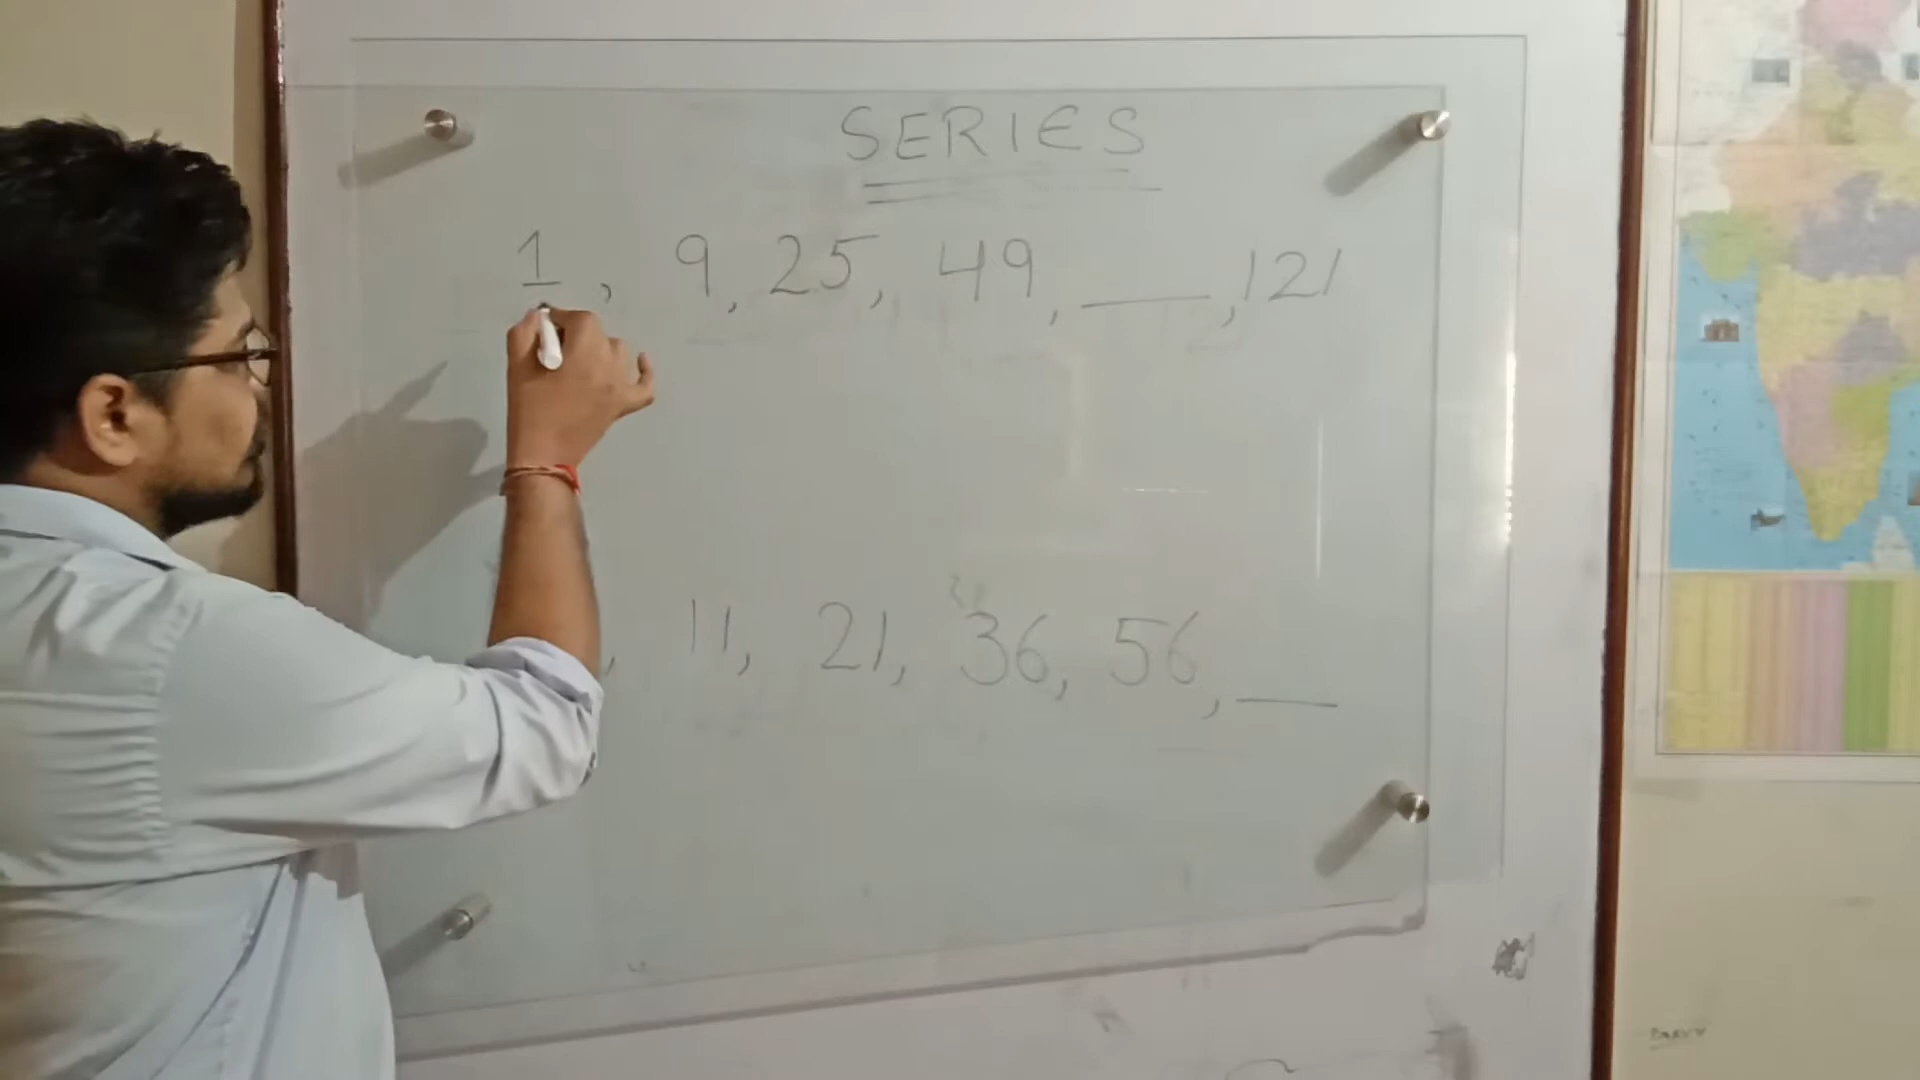 SERIES
1, 9, 25, 49, ___, 121
, 11, 21, 36, 56, ___